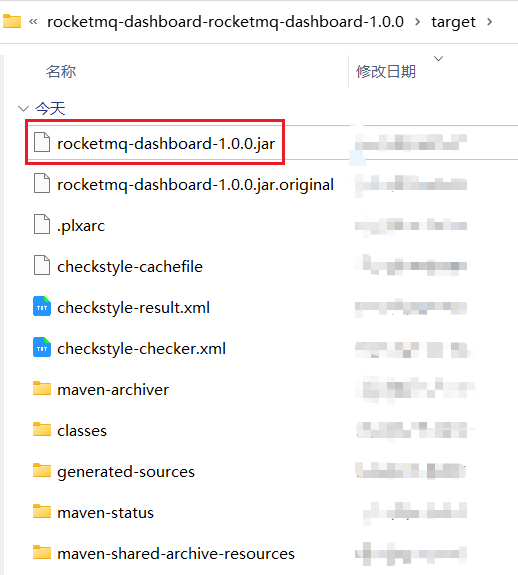 « rocketmq-dashboard-rocketmq-dashboard-1.0.0 > target >
名称 修改日期
今天
rocketmq-dashboard-1.0.0.jar
rocketmq-dashboard-1.0.0.jar.original
.plxarc
checkstyle-cachefile
TXT checkstyle-result.xml
TXT checkstyle-checker.xml
maven-archiver
classes
generated-sources
maven-status
maven-shared-archive-resources